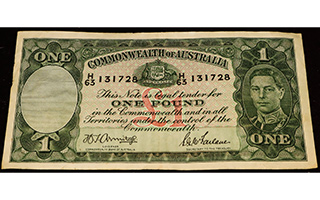 COMMONWEALTH OF AUSTRALIA
ONE
1
H/63 131728 H/63 131728
This Note is Legal Tender for
ONE POUND
in the Commonwealth and in all
Territories under the control of the
Commonwealth.
1
ONE